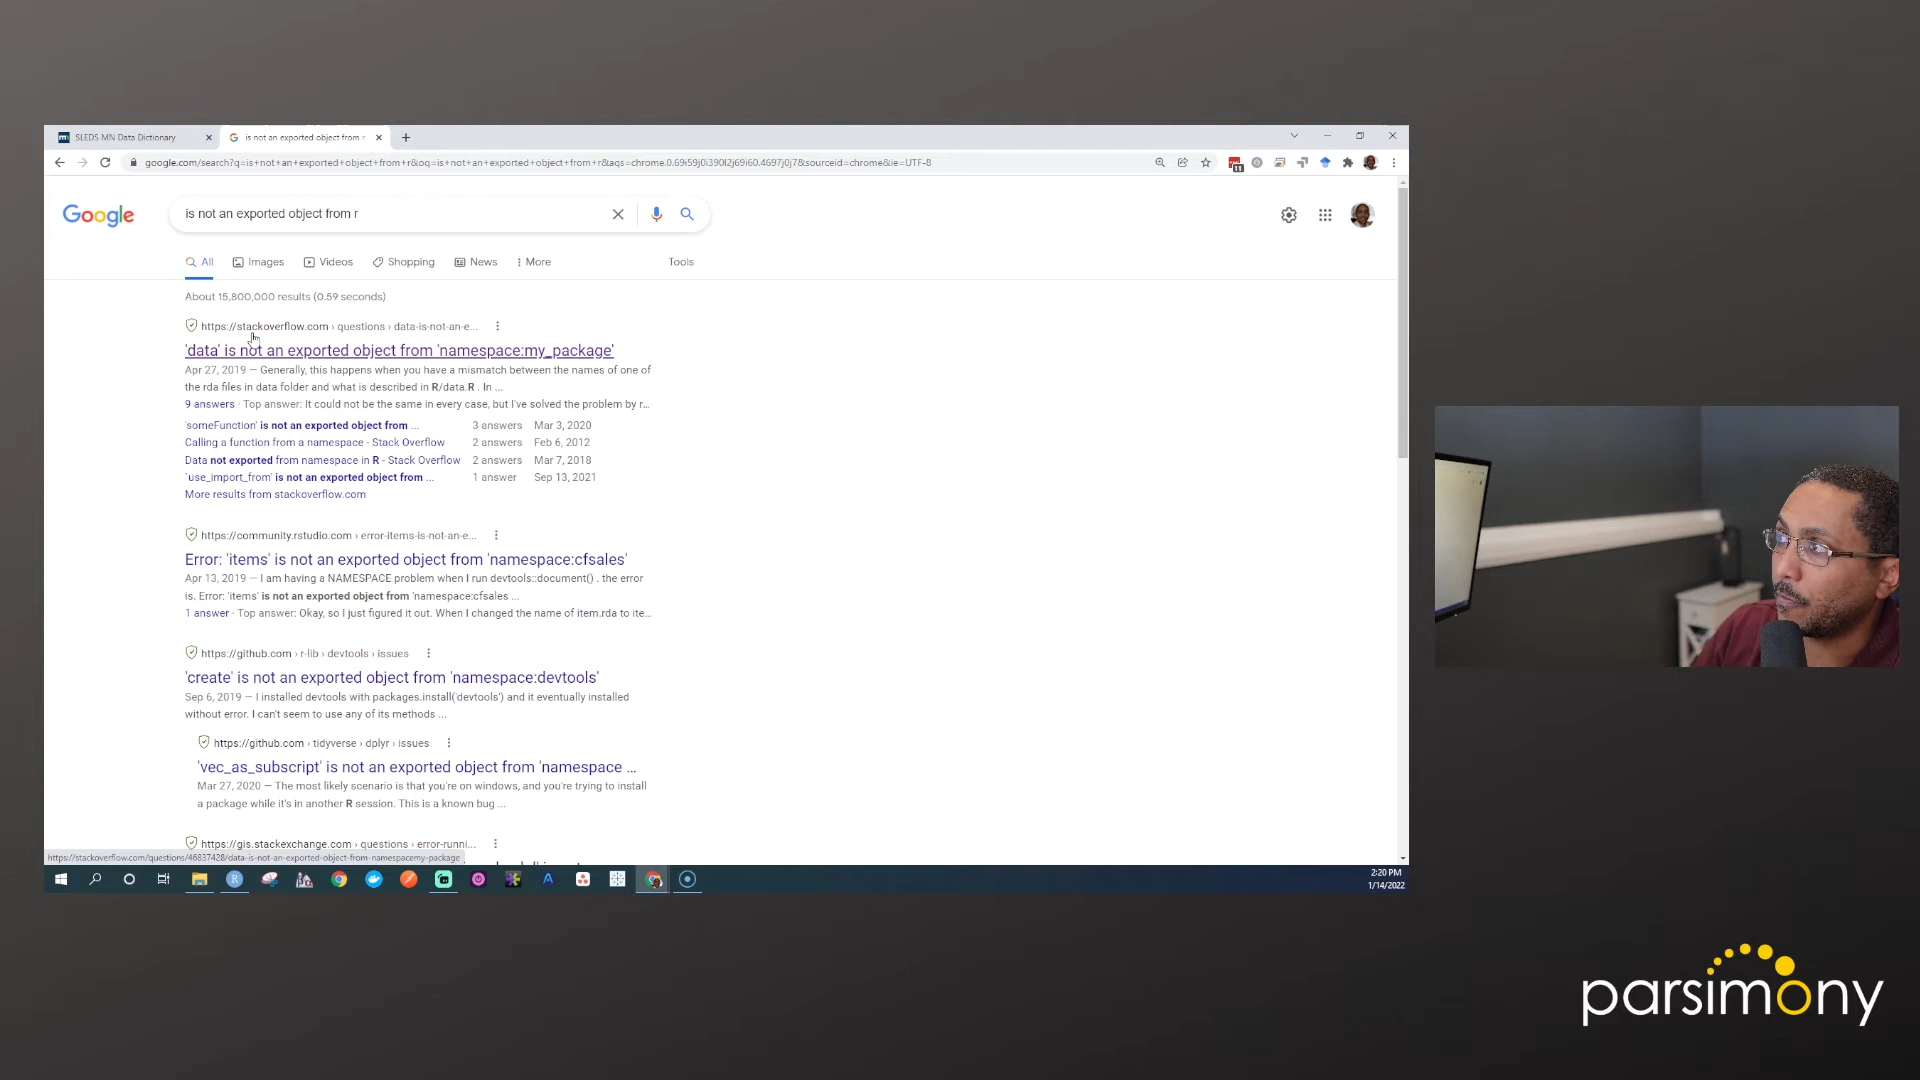 SLEDS MN Data Dictionary
is not an exported object from r
google.com/search?q=is+not+an+exported+object+from+r&oq=is+not+an+exported+object+from+r&aqs=chrome.0.69i59j0i390l2j69i60.4697j0j7&sourceid=chrome&ie=UTF-8
11
Google
is not an exported object from r
All
Images
Videos
Shopping
News
More
Tools
About 15,800,000 results (0.59 seconds)
https://stackoverflow.com › questions › data-is-not-an-e...
'data' is not an exported object from 'namespace:my_package'
Apr 27, 2019 — Generally, this happens when you have a mismatch between the names of one of
the rda files in data folder and what is described in R/data.R . In ...
9 answers · Top answer: It could not be the same in every case, but I've solved the problem by r...
'someFunction' is not an exported object from ... 3 answers Mar 3, 2020
Calling a function from a namespace - Stack Overflow 2 answers Feb 6, 2012
Data not exported from namespace in R - Stack Overflow 2 answers Mar 7, 2018
`use_import_from` is not an exported object from ... 1 answer Sep 13, 2021
More results from stackoverflow.com
https://community.rstudio.com › error-items-is-not-an-e...
Error: 'items' is not an exported object from 'namespace:cfsales'
Apr 13, 2019 — I am having a NAMESPACE problem when I run devtools::document() . the error
is. Error: 'items' is not an exported object from 'namespace:cfsales ...
1 answer · Top answer: Okay, so I just figured it out. When I changed the name of item.rda to ite...
https://github.com › r-lib › devtools › issues
'create' is not an exported object from 'namespace:devtools'
Sep 6, 2019 — I installed devtools with packages.install('devtools') and it eventually installed
without error. I can't seem to use any of its methods ...
https://github.com › tidyverse › dplyr › issues
'vec_as_subscript' is not an exported object from 'namespace ...
Mar 27, 2020 — The most likely scenario is that you're on windows, and you're trying to install
a package while it's in another R session. This is a known bug ...
https://gis.stackexchange.com › questions › error-runni...
https://stackoverflow.com/questions/46837428/data-is-not-an-exported-object-from-namespacemy-package
2:20 PM
1/14/2022
parsimony